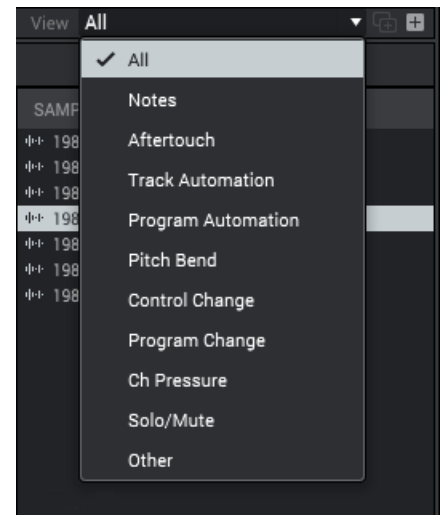 View All
All
SAMP
Notes
198
Aftertouch
198
Track Automation
198
Program Automation
198
Pitch Bend
198
Control Change
198
Program Change
198
Ch Pressure
Solo/Mute
Other